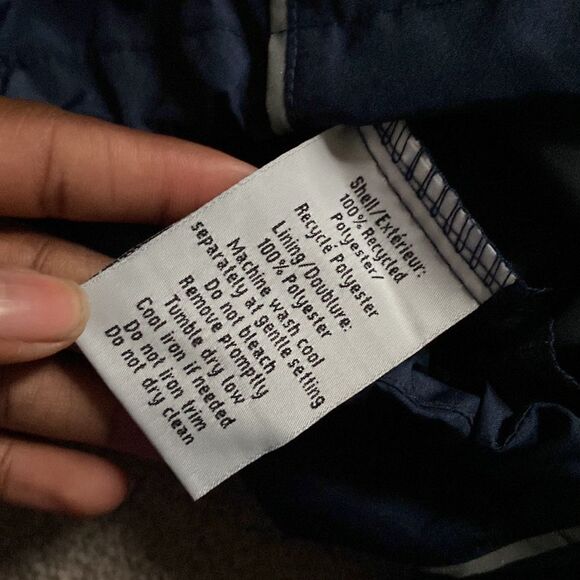 Shell/Extérieur:
100% Recycled
Polyester/
Recyclé Polyester
Lining/Doublure:
100% Polyester
Machine wash cool
separately at gentle setting
Do not bleach
Remove promptly
Tumble dry low
Cool iron if needed
Do not iron trim
Do not dry clean